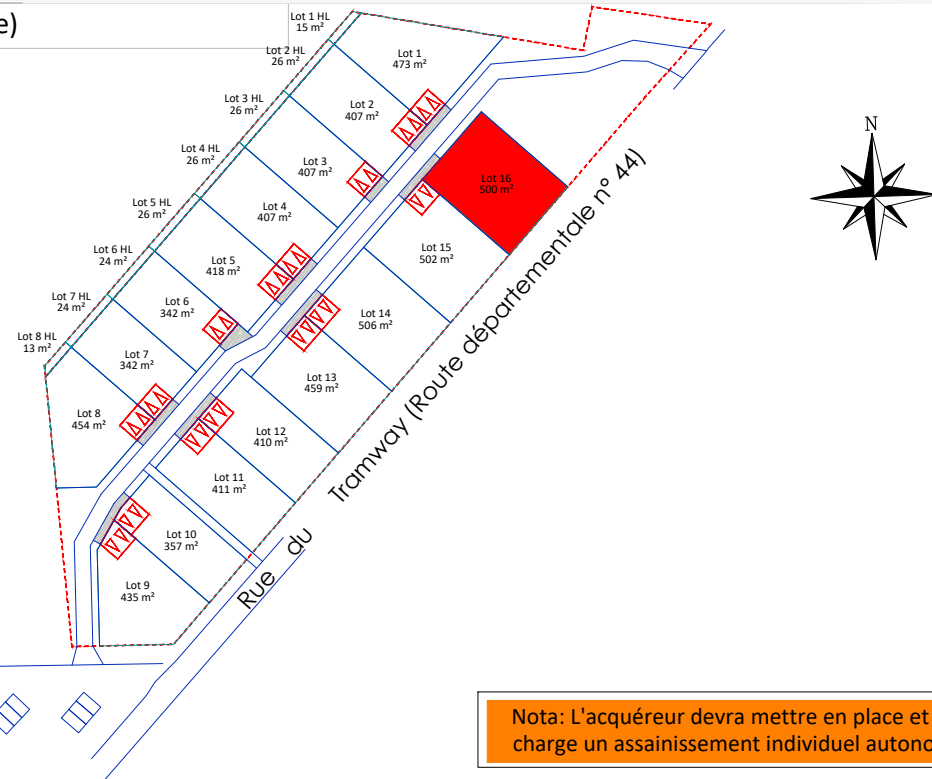 e)
Lot 1 HL
15 m²
Lot 2 HL
26 m²
Lot 3 HL
26 m²
Lot 4 HL
26 m²
Lot 5 HL
26 m²
Lot 6 HL
24 m²
Lot 7 HL
24 m²
Lot 8 HL
13 m²
Lot 1
473 m²
Lot 2
407 m²
Lot 3
407 m²
Lot 4
407 m²
Lot 5
418 m²
Lot 6
342 m²
Lot 7
342 m²
Lot 8
454 m²
Lot 16
500 m²
Lot 15
502 m²
Lot 14
506 m²
Lot 13
459 m²
Lot 12
410 m²
Lot 11
411 m²
Lot 10
357 m²
Lot 9
435 m²
Rue du Tramway (Route départementale n° 44)
N
Nota: L'acquéreur devra mettre en place et
charge un assainissement individuel autono